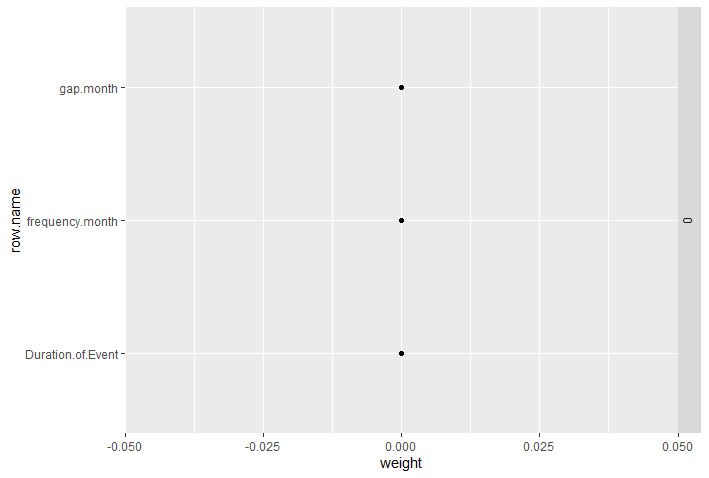 gap.month
frequency.month
Duration.of.Event
row.name
0
-0.050
-0.025
0.000
0.025
0.050
weight